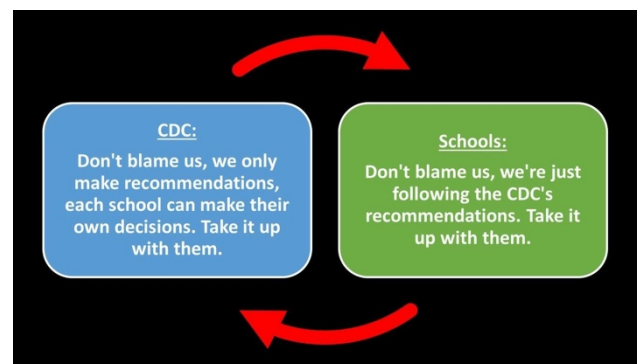 CDC:
Don't blame us, we only
make recommendations,
each school can make their
own decisions. Take it up
with them.
Schools:
Don't blame us, we're just
following the CDC's
recommendations. Take it
up with them.